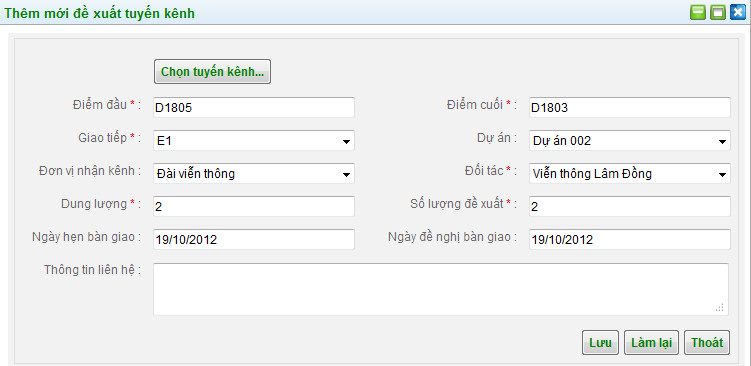 Thêm mới đề xuất tuyến kênh
Chọn tuyến kênh...
Điểm đầu * : D1805 Điểm cuối * : D1803
Giao tiếp * : E1 Dự án : Dự án 002
Đơn vị nhận kênh : Đài viễn thông Đối tác * : Viễn thông Lâm Đồng
Dung lượng * : 2 Số lượng đề xuất * : 2
Ngày hẹn bàn giao : 19/10/2012 Ngày đề nghị bàn giao : 19/10/2012
Thông tin liên hệ :
Lưu Làm lại Thoát